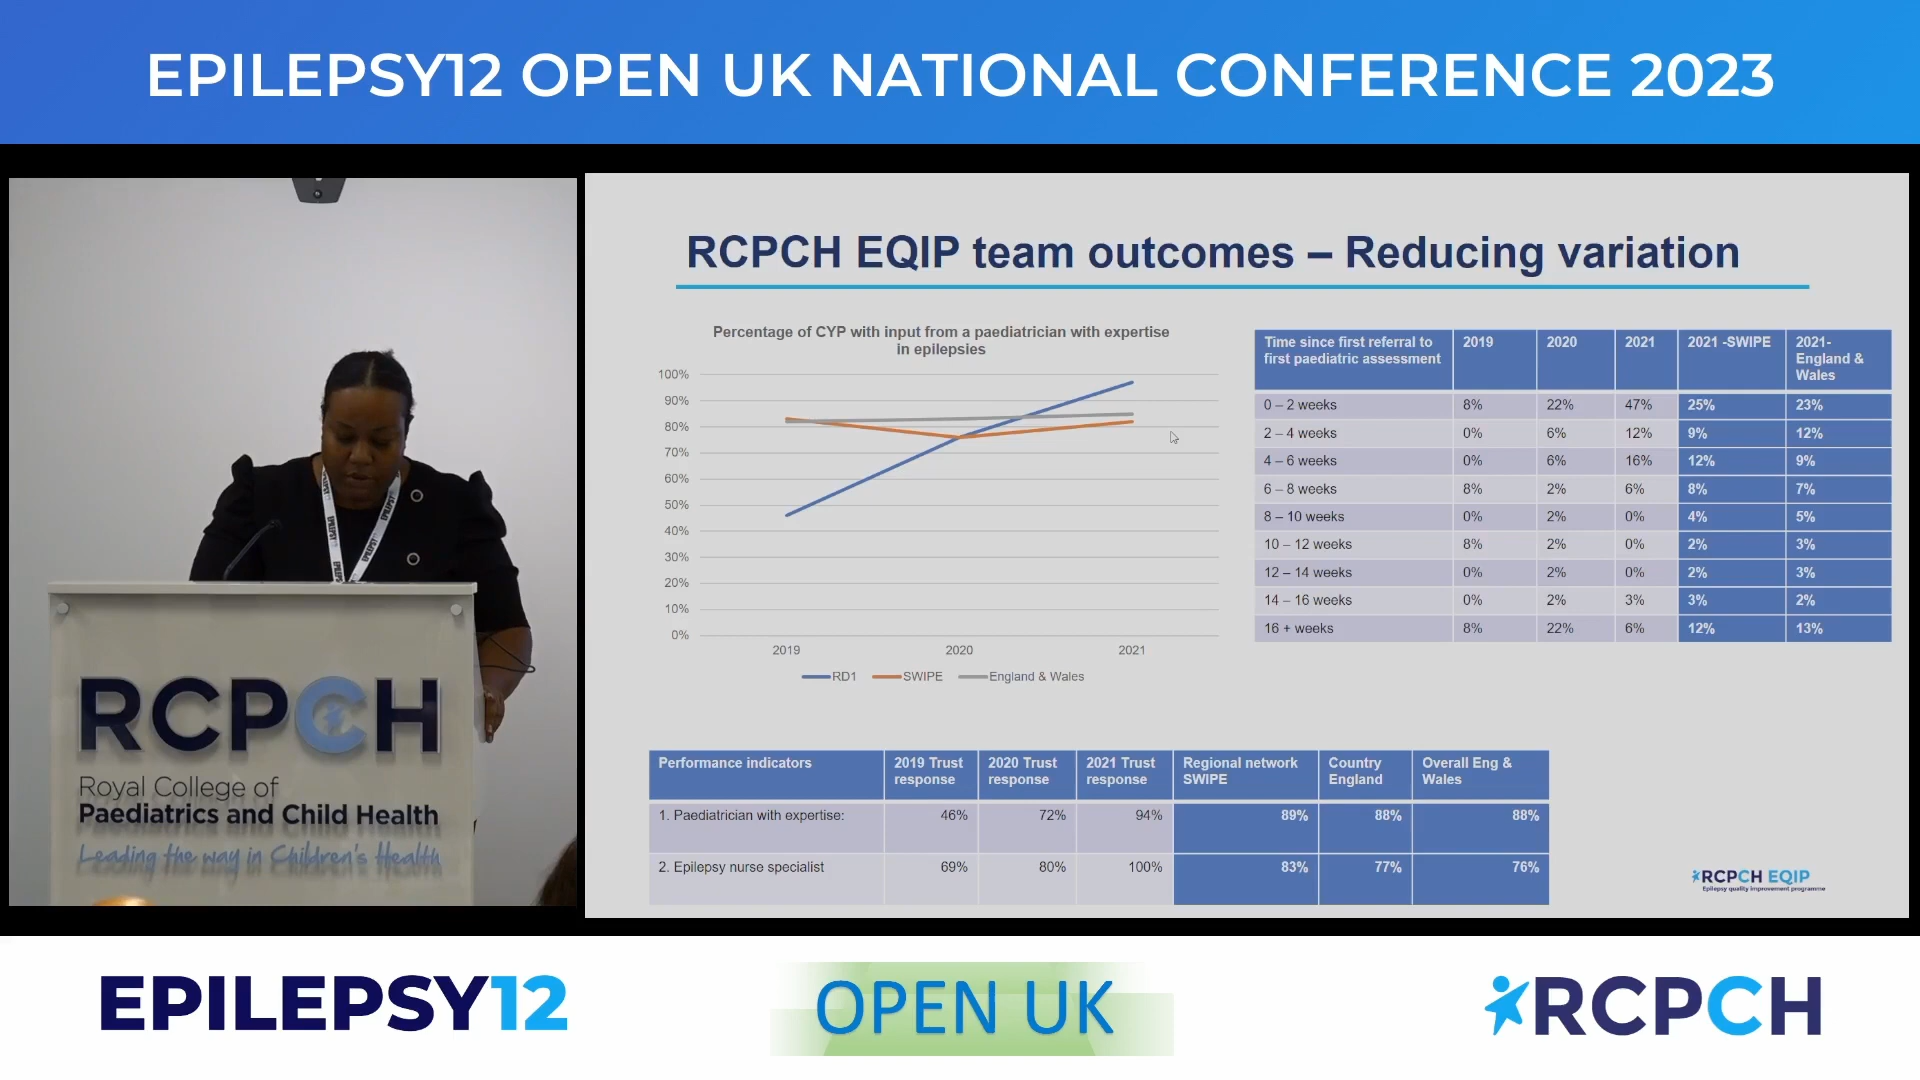 EPILEPSY12 OPEN UK NATIONAL CONFERENCE 2023
RCPCH
Royal College of
Paediatrics and Child Health
Leading the way in Children's Health
RCPCH EQIP team outcomes – Reducing variation
Percentage of CYP with input from a paediatrician with expertise
in epilepsies
100%
90%
80%
70%
60%
50%
40%
30%
20%
10%
0%
2019 2020 2021
RD1 SWIPE England & Wales
Time since first referral to first paediatric assessment 2019 2020 2021 2021 -SWIPE 2021- England & Wales
0 – 2 weeks 8% 22% 47% 25% 23%
2 – 4 weeks 0% 6% 12% 9% 12%
4 – 6 weeks 0% 6% 16% 12% 9%
6 – 8 weeks 8% 2% 6% 8% 7%
8 – 10 weeks 0% 2% 0% 4% 5%
10 – 12 weeks 8% 2% 0% 2% 3%
12 – 14 weeks 0% 2% 0% 2% 3%
14 – 16 weeks 0% 2% 3% 3% 2%
16 + weeks 8% 22% 6% 12% 13%
Performance indicators 2019 Trust response 2020 Trust response 2021 Trust response Regional network SWIPE Country England Overall Eng & Wales
1. Paediatrician with expertise: 46% 72% 94% 89% 88% 88%
2. Epilepsy nurse specialist 69% 80% 100% 83% 77% 76%
RCPCH EQIP
Epilepsy quality improvement programme
EPILEPSY12
OPEN UK
RCPCH